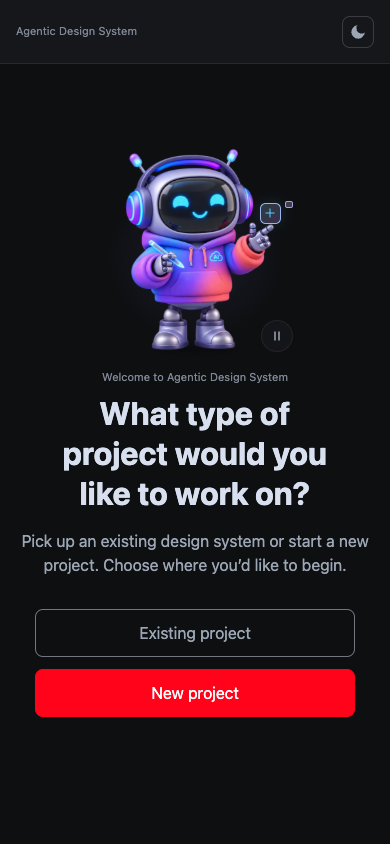 Agentic Design System
AI
Welcome to Agentic Design System
What type of
project would you
like to work on?
Pick up an existing design system or start a new
project. Choose where you’d like to begin.
Existing project
New project